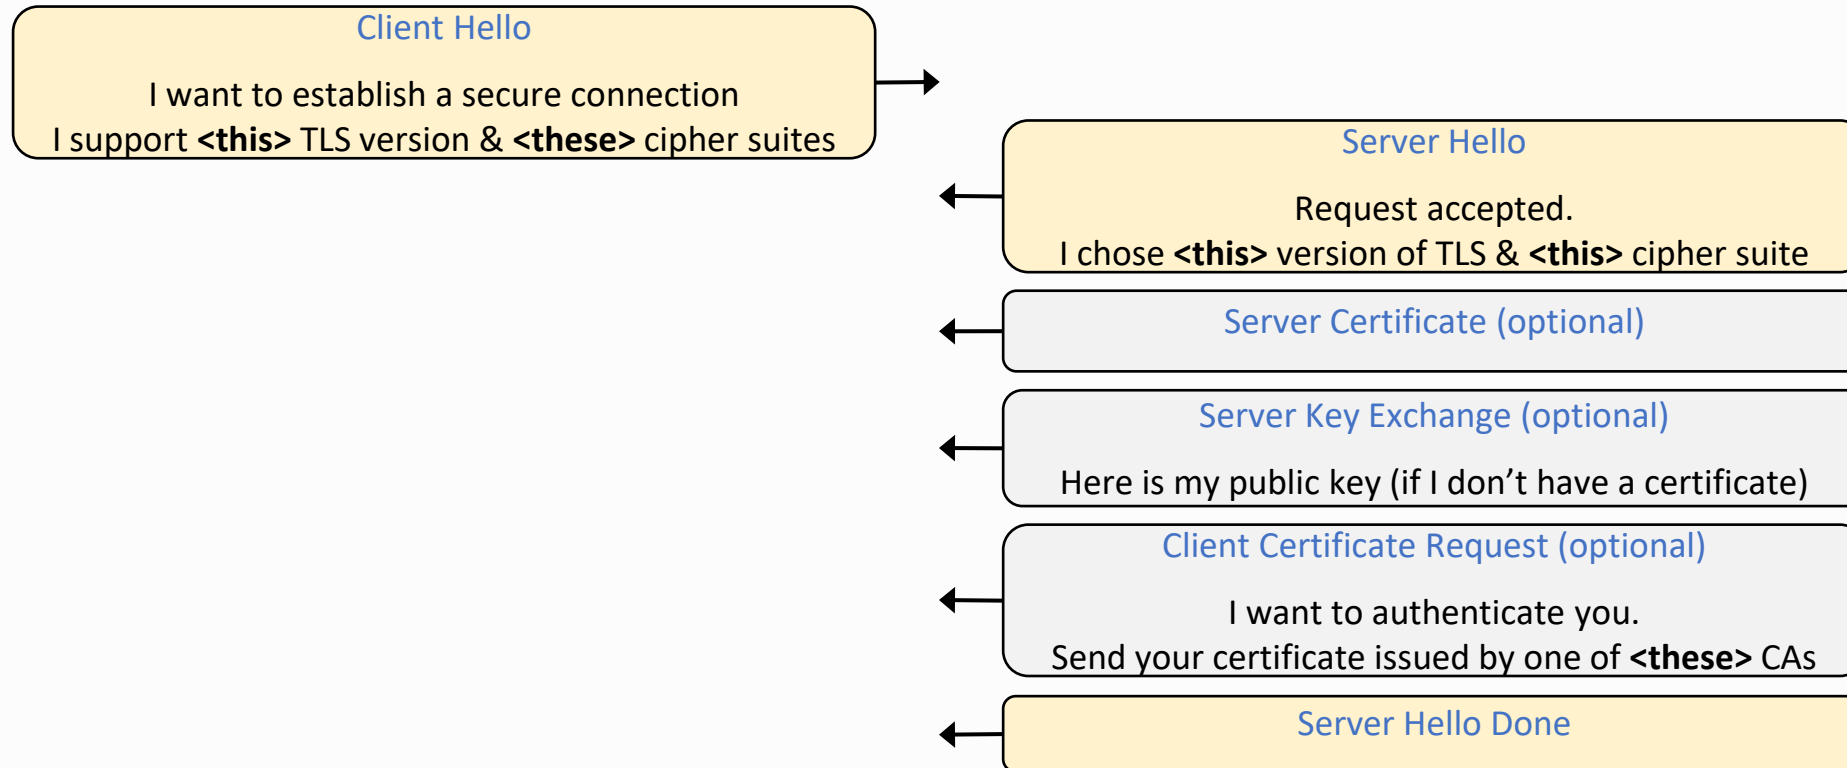 Client Hello
I want to establish a secure connection
I support <this> TLS version & <these> cipher suites
Server Hello
Request accepted.
I chose <this> version of TLS & <this> cipher suite
Server Certificate (optional)
Server Key Exchange (optional)
Here is my public key (if I don’t have a certificate)
Client Certificate Request (optional)
I want to authenticate you.
Send your certificate issued by one of <these> CAs
Server Hello Done